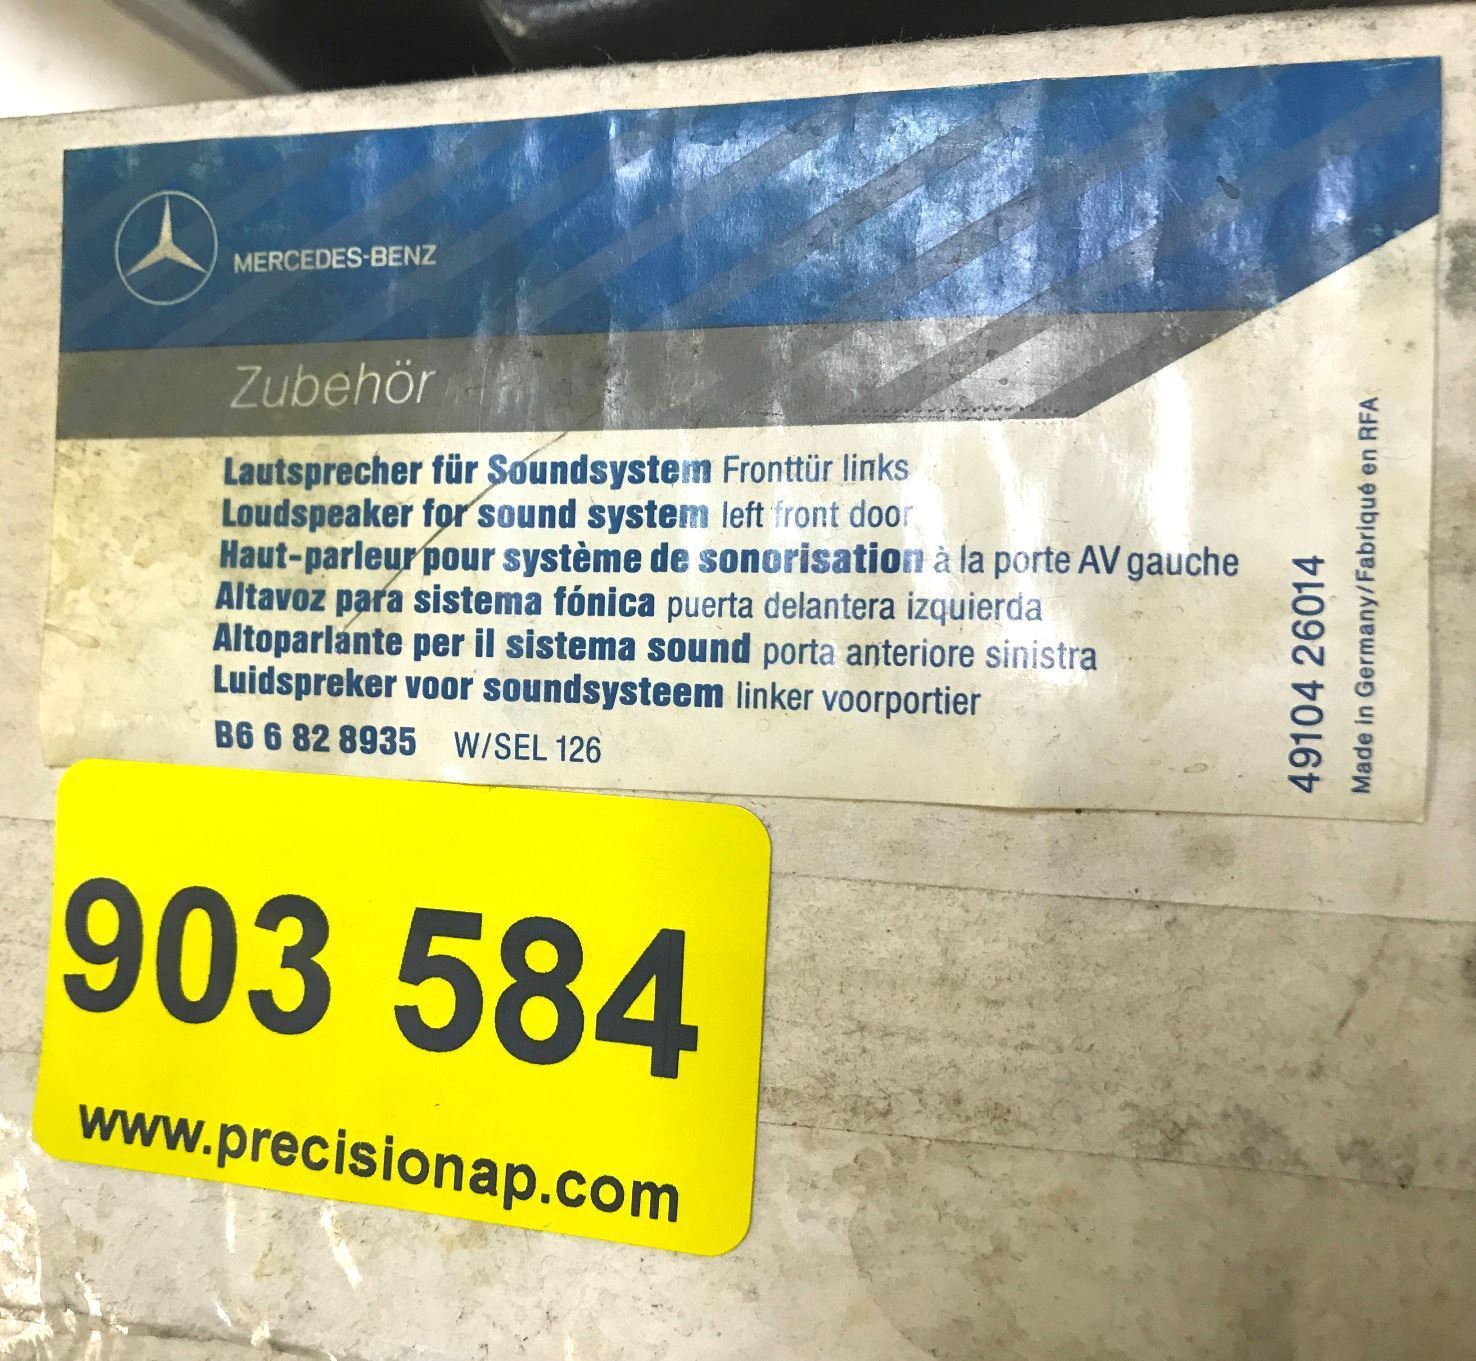 MERCEDES-BENZ
Zubehör
Lautsprecher für Soundsystem Fronttür links
Loudspeaker for sound system left front door
Haut-parleur pour système de sonorisation à la porte AV gauche
Altavoz para sistema fónica puerta delantera izquierda
Altoparlante per il sistema sound porta anteriore sinistra
Luidspreker voor soundsysteem linker voorportier
B6 6 82 8935 W/SEL 126
49104 26014
Made in Germany/Fabriqué en RFA
903 584
www.precisionap.com